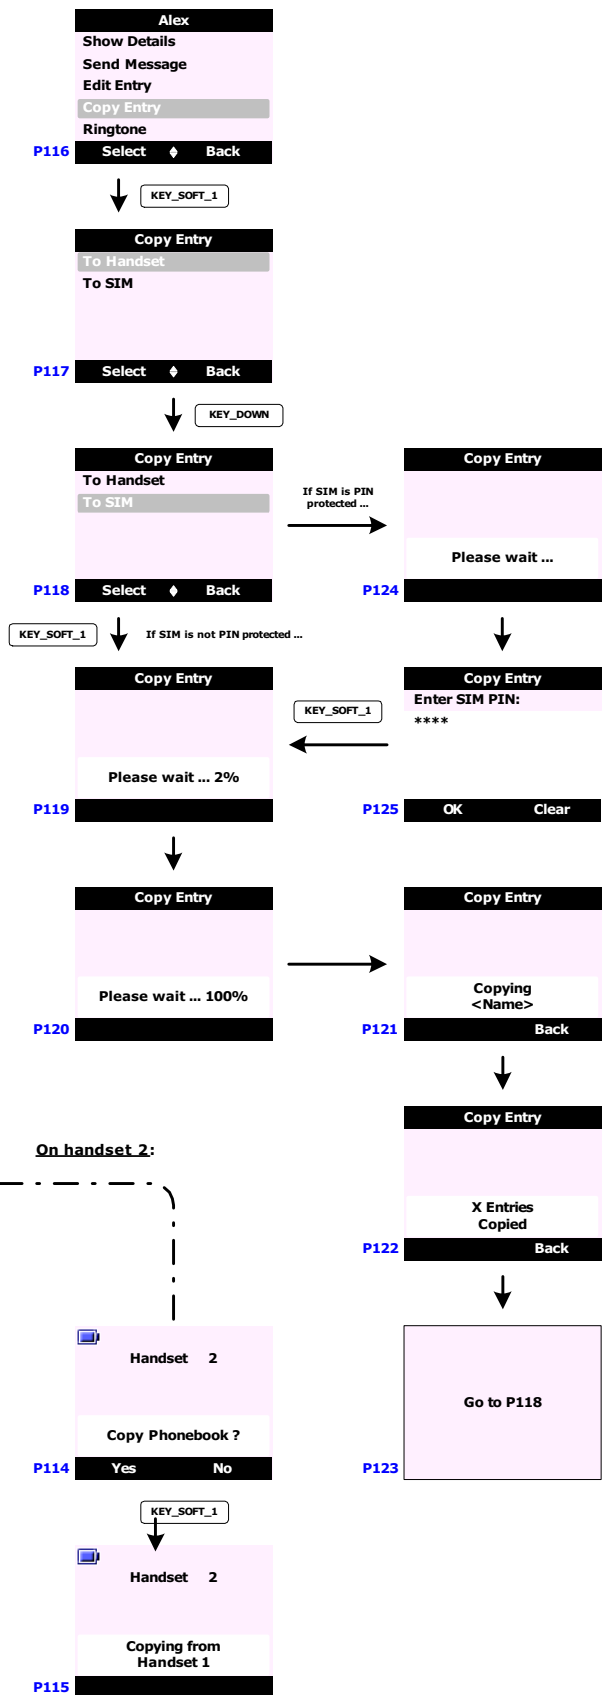 Alex
Show Details
Send Message
Edit Entry
Copy Entry
Ringtone
P116 Select Back
KEY_SOFT_1
Copy Entry
To Handset
To SIM
P117 Select Back
KEY_DOWN
Copy Entry
To Handset
To SIM
P118 Select Back
If SIM is PIN
protected ...
Copy Entry
Please wait ...
P124
KEY_SOFT_1 If SIM is not PIN protected ...
Copy Entry
Please wait ... 2%
P119
KEY_SOFT_1
Copy Entry
Enter SIM PIN:
****
P125 OK Clear
Copy Entry
Please wait ... 100%
P120
Copy Entry
Copying
<Name>
P121 Back
Copy Entry
X Entries
Copied
P122 Back
On handset 2:
Handset 2
Copy Phonebook ?
P114 Yes No
Go to P118
P123
KEY_SOFT_1
Handset 2
Copying from
Handset 1
P115